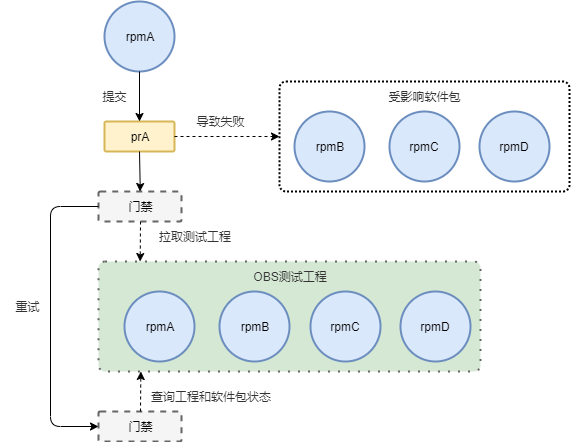 rpmA
提交
prA
导致失败
受影响软件包
rpmB
rpmC
rpmD
门禁
拉取测试工程
OBS测试工程
rpmA
rpmB
rpmC
rpmD
重试
查询工程和软件包状态
门禁